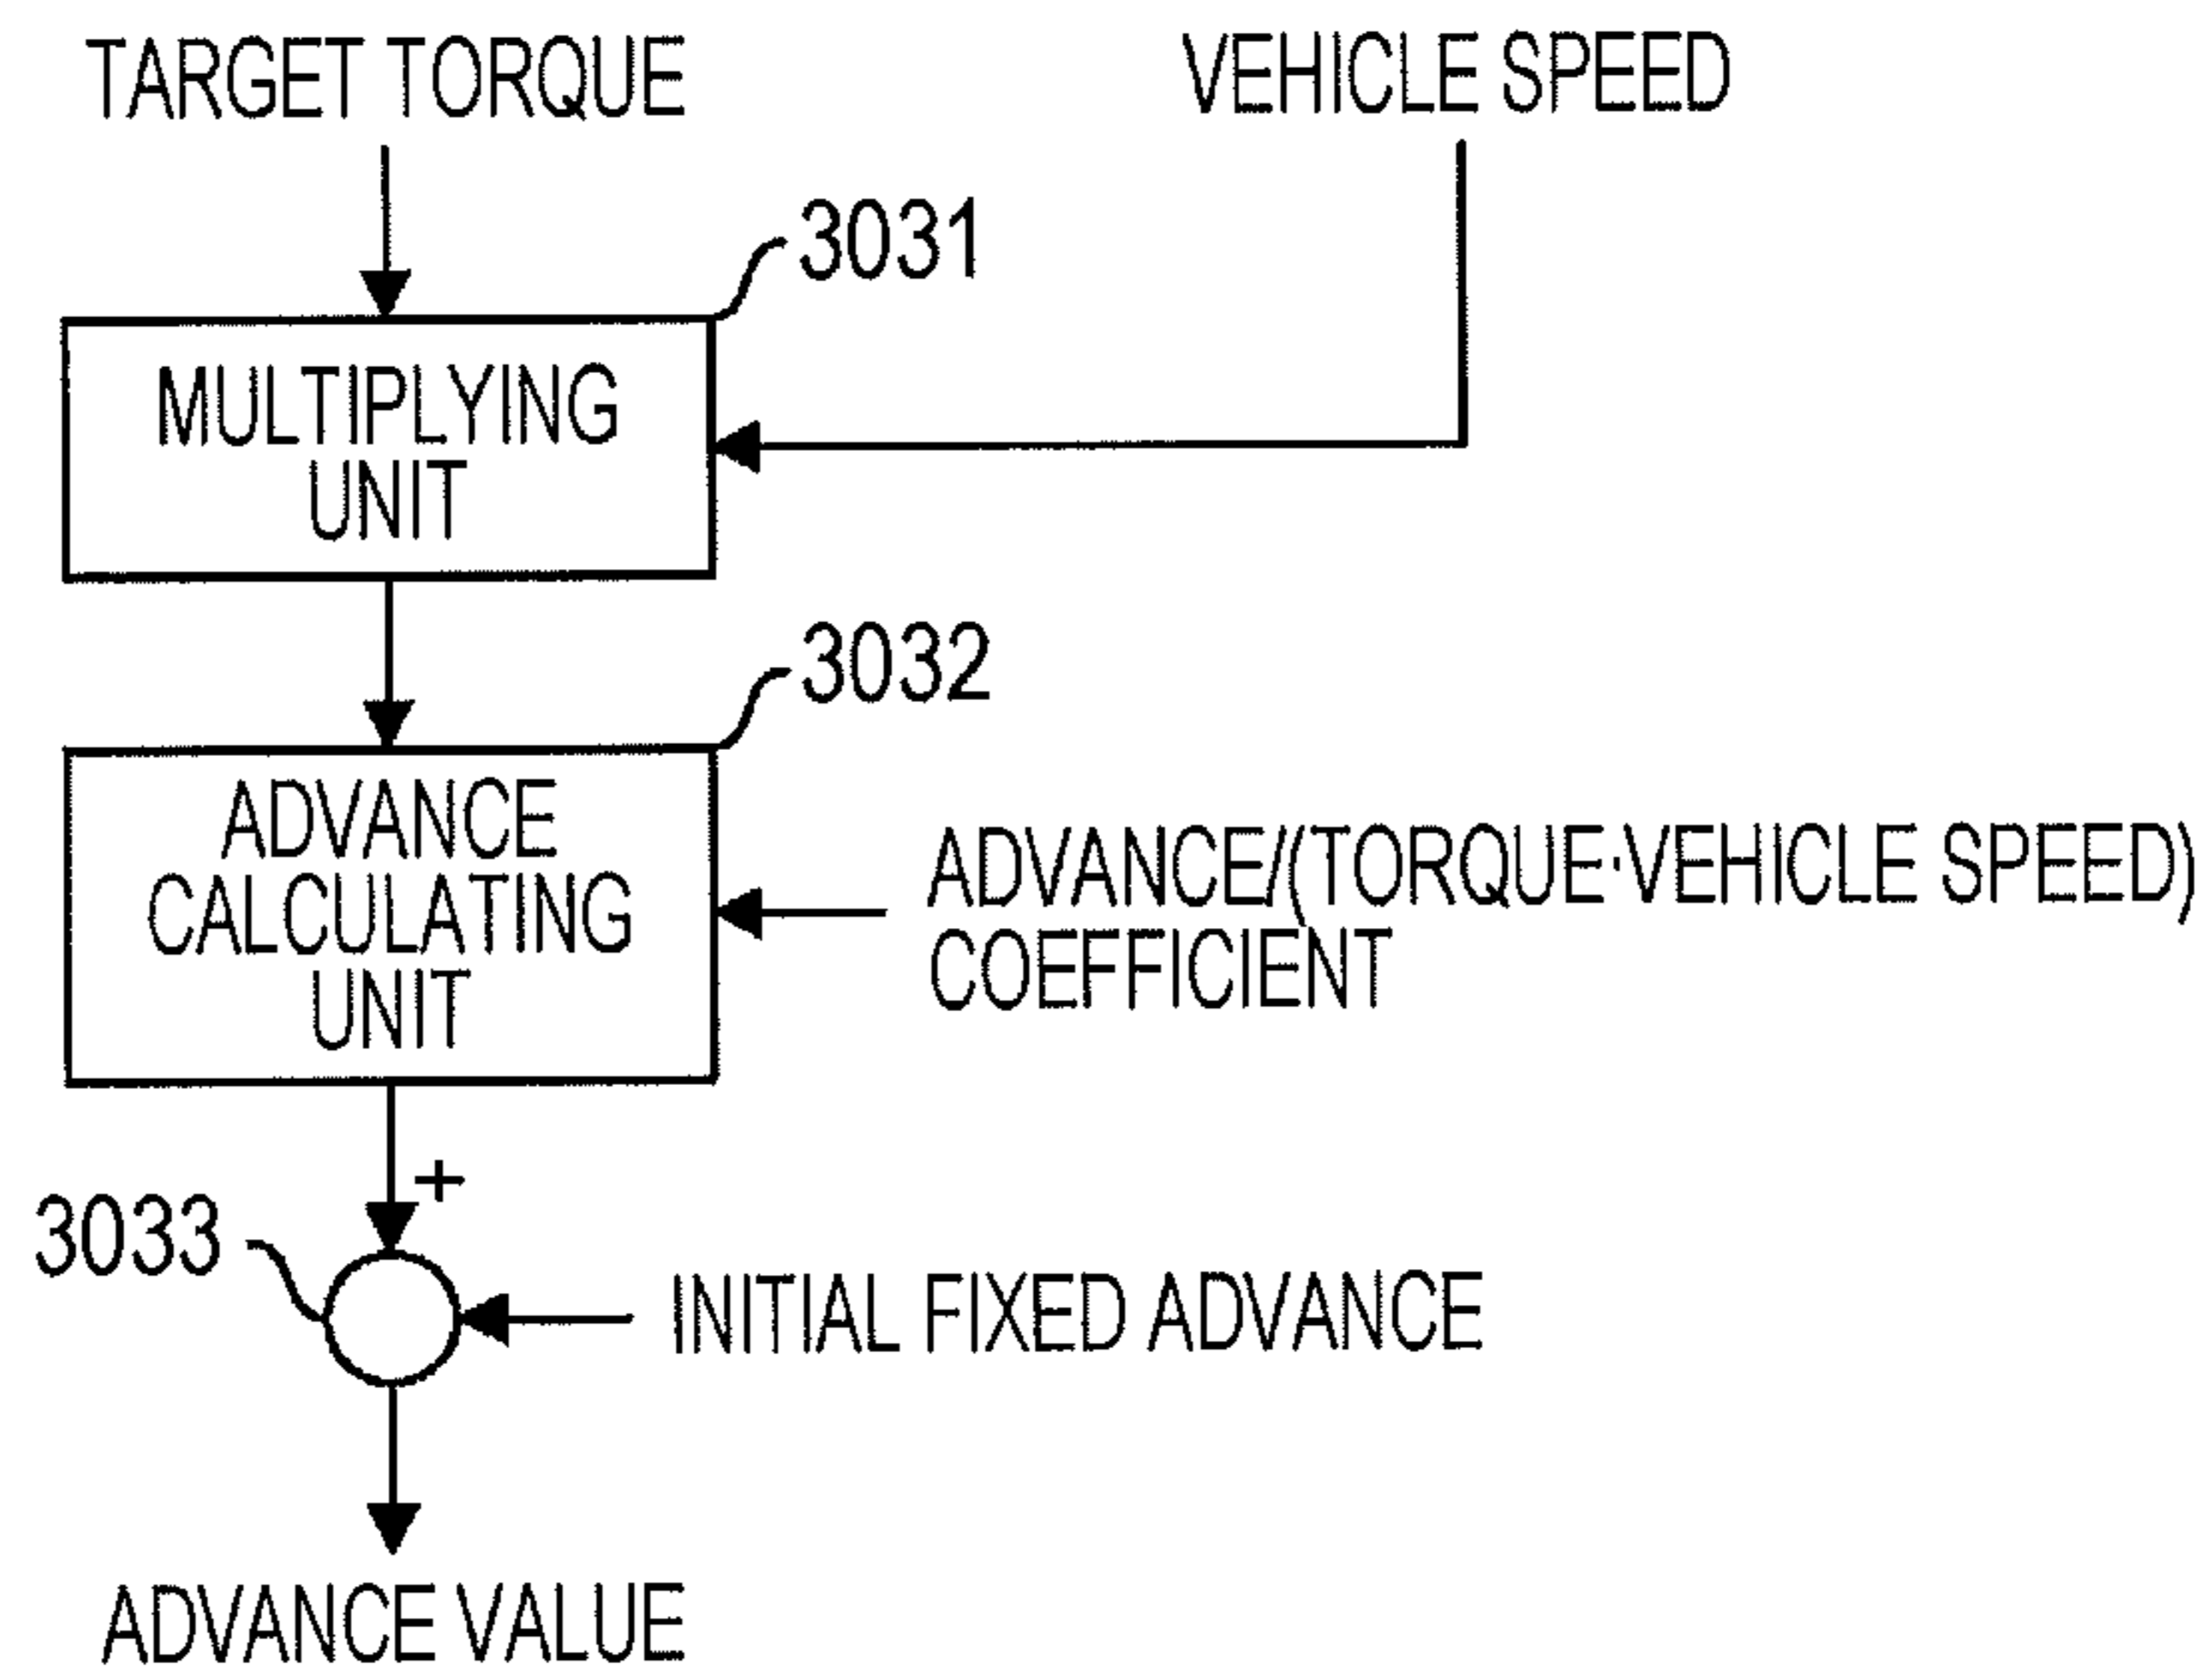 TARGET TORQUE
VEHICLE SPEED
3031
MULTIPLYING
UNIT
3032
ADVANCE
CALCULATING
UNIT
ADVANCE/(TORQUE·VEHICLE SPEED)
COEFFICIENT
+
3033
INITIAL FIXED ADVANCE
ADVANCE VALUE